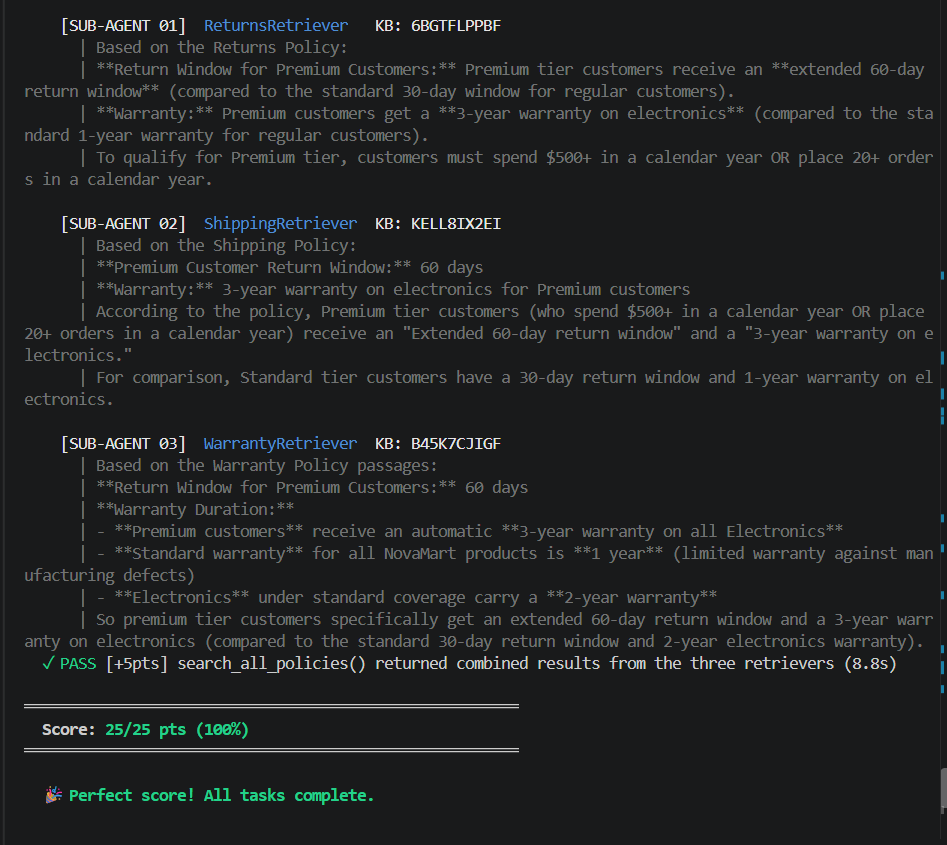 [SUB-AGENT 01]  ReturnsRetriever   KB: 6BGTFLPPBF
| Based on the Returns Policy:
| **Return Window for Premium Customers:** Premium tier customers receive an **extended 60-day
return window** (compared to the standard 30-day window for regular customers).
| **Warranty:** Premium customers get a **3-year warranty on electronics** (compared to the sta
ndard 1-year warranty for regular customers).
| To qualify for Premium tier, customers must spend $500+ in a calendar year OR place 20+ order
s in a calendar year.
[SUB-AGENT 02]  ShippingRetriever  KB: KELL8IX2EI
| Based on the Shipping Policy:
| **Premium Customer Return Window:** 60 days
| **Warranty:** 3-year warranty on electronics for Premium customers
| According to the policy, Premium tier customers (who spend $500+ in a calendar year OR place
20+ orders in a calendar year) receive an "Extended 60-day return window" and a "3-year warranty on e
lectronics."
| For comparison, Standard tier customers have a 30-day return window and 1-year warranty on el
ectronics.
[SUB-AGENT 03]  WarrantyRetriever  KB: B45K7CJIGF
| Based on the Warranty Policy passages:
| **Return Window for Premium Customers:** 60 days
| **Warranty Duration:**
| - **Premium customers** receive an automatic **3-year warranty on all Electronics**
| - **Standard warranty** for all NovaMart products is **1 year** (limited warranty against man
ufacturing defects)
| - **Electronics** under standard coverage carry a **2-year warranty**
| So premium tier customers specifically get an extended 60-day return window and a 3-year warr
anty on electronics (compared to the standard 30-day return window and 2-year electronics warranty).
✓ PASS [+5pts] search_all_policies() returned combined results from the three retrievers (8.8s)
Score: 25/25 pts (100%)
🎉 Perfect score! All tasks complete.